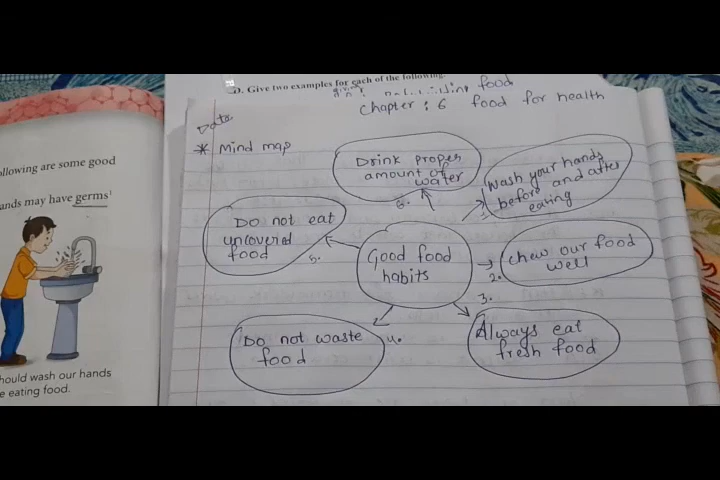 ollowing are some good
ands may have germs
hould wash our hands
e eating food.
D. Give two examples for each of the following.
food
Chapter : 6 food for health
Date
* Mind map
Drink proper
amount of
water
6.
Wash your hands
before and after
eating
1.
Chew our food
well
2.
3.
Always eat
fresh food
4.
Do not waste
food
5.
Do not eat
uncovered
food
Good food
habits